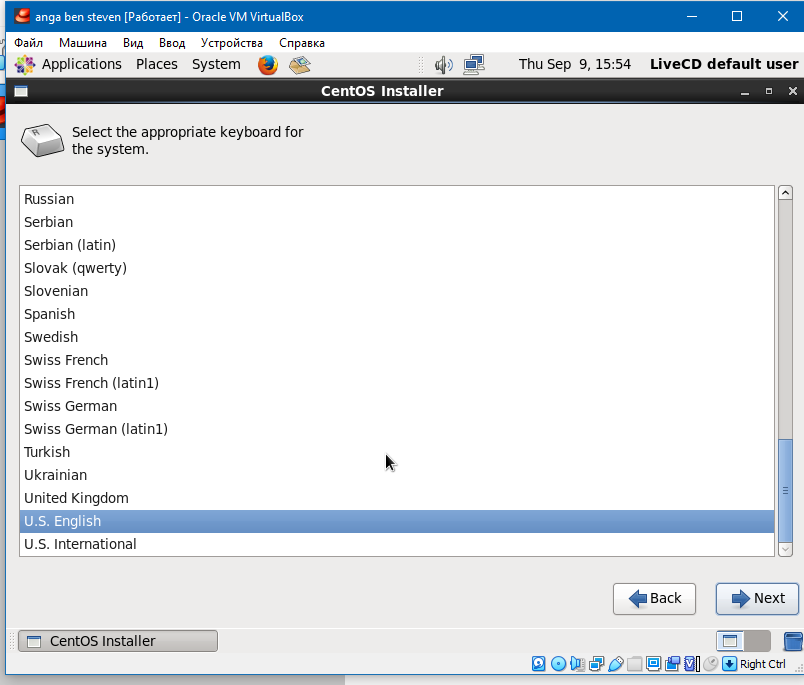 anga ben steven [Работает] - Oracle VM VirtualBox
Файл Машина Вид Ввод Устройства Справка
Applications Places System Thu Sep 9, 15:54 LiveCD default user
CentOS Installer
Select the appropriate keyboard for
the system.
Russian
Serbian
Serbian (latin)
Slovak (qwerty)
Slovenian
Spanish
Swedish
Swiss French
Swiss French (latin1)
Swiss German
Swiss German (latin1)
Turkish
Ukrainian
United Kingdom
U.S. English
U.S. International
Back Next
CentOS Installer
Right Ctrl